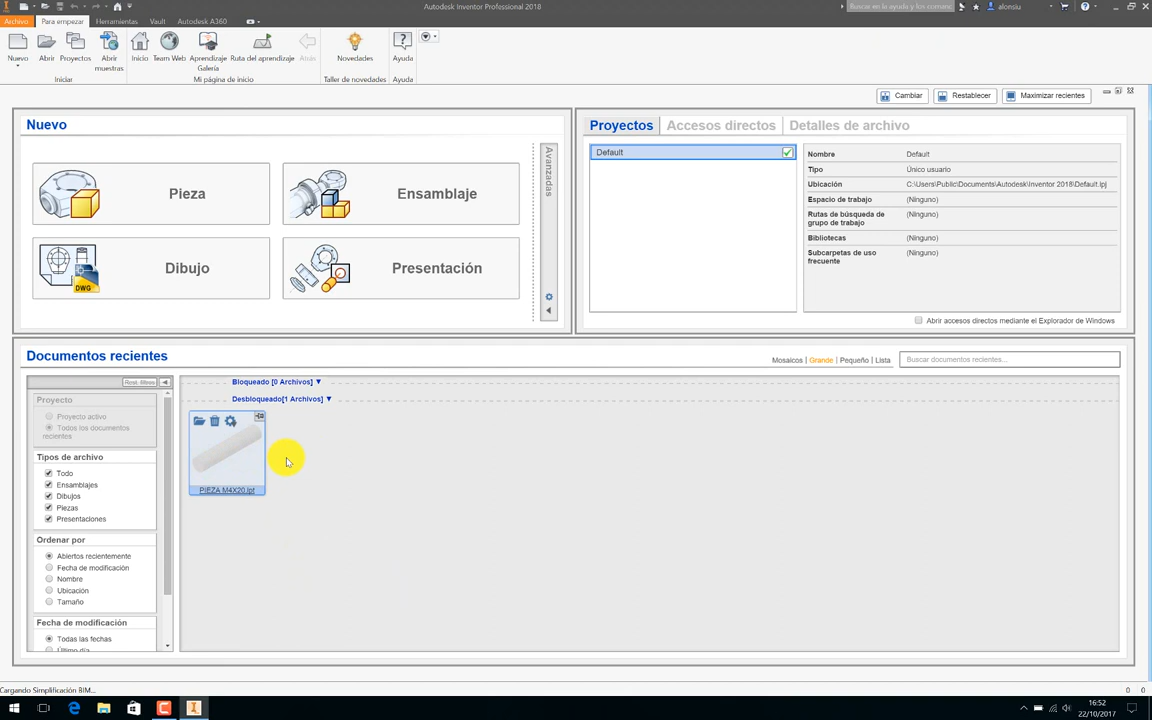 Autodesk Inventor Professional 2018
Buscar en la ayuda y los comanc
alonsiu
Archivo Para empezar Herramientas Vault Autodesk A360
Nuevo Abrir Proyectos Abrir muestras Inicio Team Web Aprendizaje Galería Ruta del aprendizaje Atrás Novedades Ayuda
Iniciar Mi página de inicio Taller de novedades Ayuda
Cambiar Restablecer Maximizar recientes
Nuevo
Pieza
Ensamblaje
Dibujo
DWG
Presentación
Avanzadas
Proyectos Accesos directos Detalles de archivo
Default
Nombre Default
Tipo Único usuario
Ubicación C:\Users\Public\Documents\Autodesk\Inventor 2018\Default.ipj
Espacio de trabajo (Ninguno)
Rutas de búsqueda de (Ninguno)
grupo de trabajo
Bibliotecas (Ninguno)
Subcarpetas de uso (Ninguno)
frecuente
Abrir accesos directos mediante el Explorador de Windows
Documentos recientes
Mosaicos | Grande | Pequeño | Lista
Buscar documentos recientes...
Rest. filtros
Proyecto
Proyecto activo
Todos los documentos
recientes
Tipos de archivo
Todo
Ensamblajes
Dibujos
Piezas
Presentaciones
Ordenar por
Abiertos recientemente
Fecha de modificación
Nombre
Ubicación
Tamaño
Fecha de modificación
Todas las fechas
Último día
Bloqueado [0 Archivos]
Desbloqueado[1 Archivos]
PIEZA M4X20.ipt
Cargando Simplificación BIM...
0 0
16:52
22/10/2017